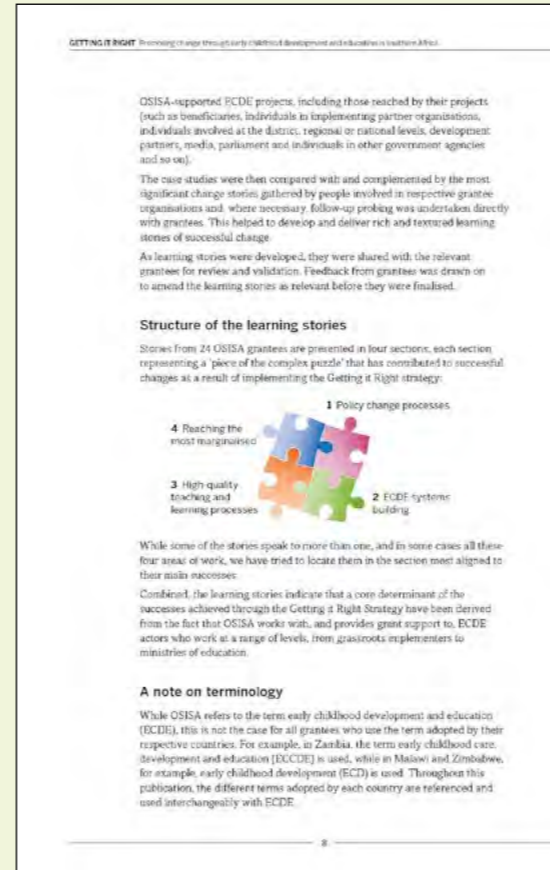 GETTING IT RIGHT Promoting change through early childhood development and education in Southern Africa
OSISA-supported ECDE projects, including those reached by their projects
(such as beneficiaries, individuals in implementing partner organisations,
individuals involved at the district, regional or national levels, development
partners, media, parliament and individuals in other government agencies
and so on).
The case studies were then compared with and complemented by the most
significant change stories gathered by people involved in respective grantee
organisations and, where necessary, follow-up probing was undertaken directly
with grantees. This helped to develop and deliver rich and textured learning
stories of successful change.
As learning stories were developed, they were shared with the relevant
grantees for review and validation. Feedback from grantees was drawn on
to amend the learning stories as relevant before they were finalised.
Structure of the learning stories
Stories from 24 OSISA grantees are presented in four sections, each section
representing a 'piece of the complex puzzle' that has contributed to successful
changes as a result of implementing the Getting it Right strategy:
1 Policy change processes
4 Reaching the
most marginalised
3 High-quality
teaching and
learning processes
2 ECDE systems
building
While some of the stories speak to more than one, and in some cases all these
four areas of work, we have tried to locate them in the section most aligned to
their main successes.
Combined, the learning stories indicate that a core determinant of the
successes achieved through the Getting it Right Strategy have been derived
from the fact that OSISA works with, and provides grant support to, ECDE
actors who work at a range of levels, from grassroots implementers to
ministries of education.
A note on terminology
While OSISA refers to the term early childhood development and education
(ECDE), this is not the case for all grantees who use the term adopted by their
respective countries. For example, in Zambia, the term early childhood care,
development and education (ECCDE) is used, while in Malawi and Zimbabwe,
for example, early childhood development (ECD) is used. Throughout this
publication, the different terms adopted by each country are referenced and
used interchangeably with ECDE.
8